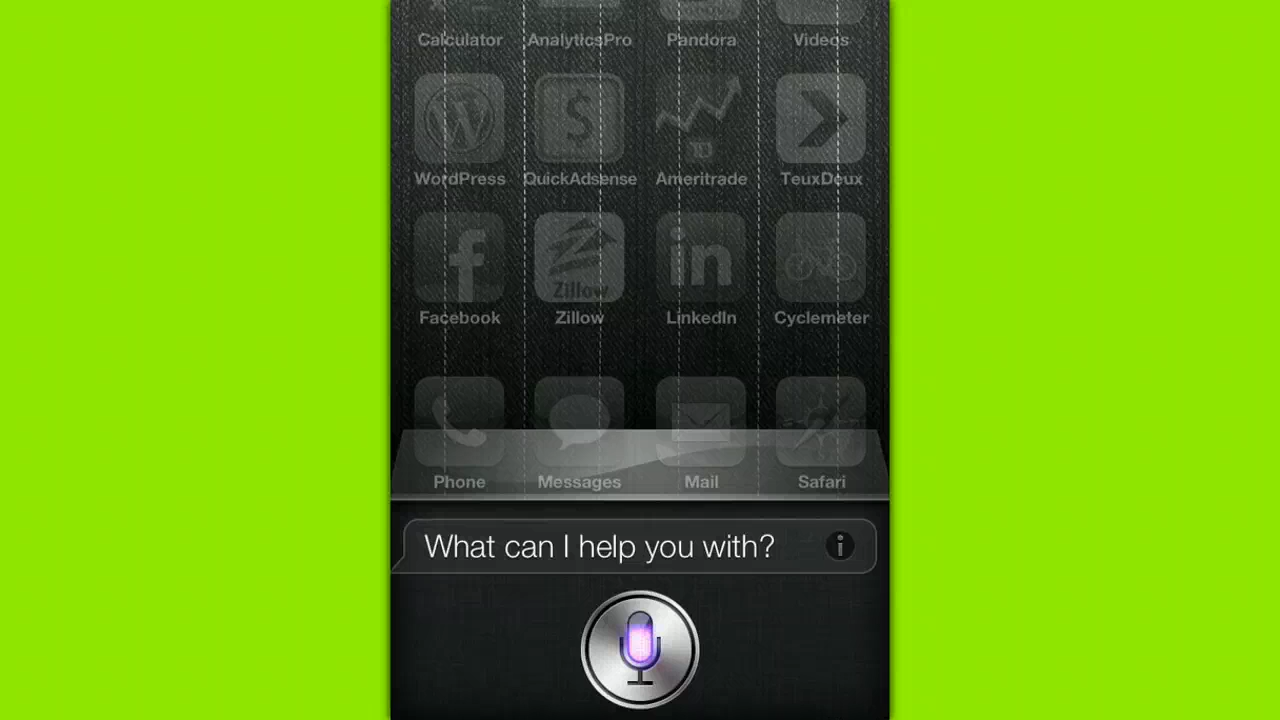 Calculator AnalyticsPro Pandora Videos
WordPress QuickAdsense Ameritrade TeuxDeux
Zillow
Facebook Zillow LinkedIn Cyclemeter
Phone Messages Mail Safari
What can I help you with?